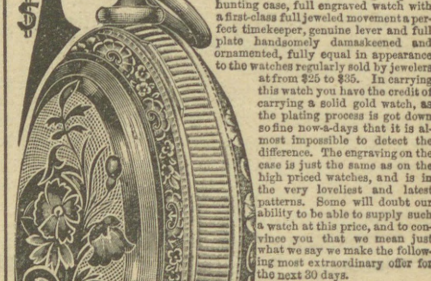 hunting case, full engraved watch with
a first-class full jeweled movement a per-
fect timekeeper, genuine lever and full
plate handsomely damaskeened and
ornamented, fully equal in appearance
to the watches regularly sold by jewelers
at from $25 to $35. In carrying
this watch you have the credit of
carrying a solid gold watch, as
the plating process is got down
so fine now-a-days that it is al-
most impossible to detect the
difference. The engraving on the
case is just the same as on the
high priced watches, and is in
the very loveliest and latest
patterns. Some will doubt our
ability to be able to supply such
a watch at this price, and to con-
vince you that we mean just
what we say we make the follow-
ing most extraordinary offer for
the next 30 days.